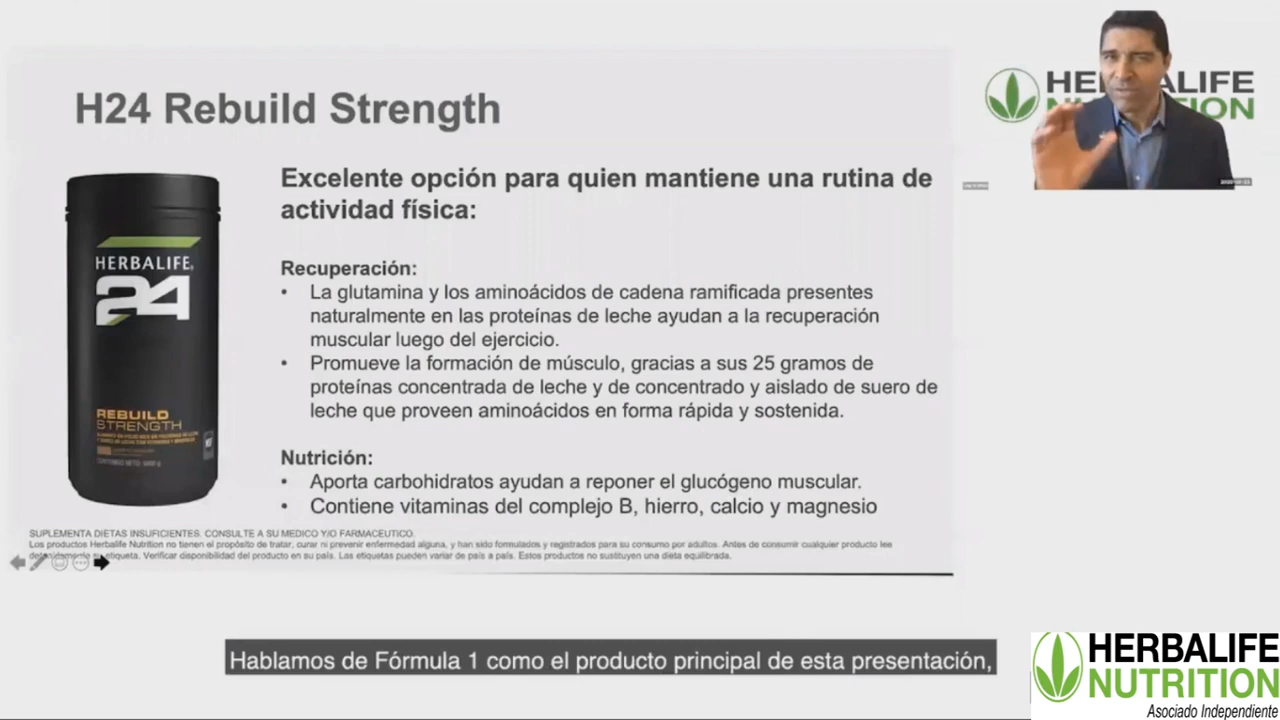 H24 Rebuild Strength
HERBALIFE
NUTRITION
Excelente opción para quien mantiene una rutina de
actividad física:
HERBALIFE
24
REBUILD
STRENGTH
Recuperación:
• La glutamina y los aminoácidos de cadena ramificada presentes
naturalmente en las proteínas de leche ayudan a la recuperación
muscular luego del ejercicio.
• Promueve la formación de músculo, gracias a sus 25 gramos de
proteínas concentrada de leche y de concentrado y aislado de suero de
leche que proveen aminoácidos en forma rápida y sostenida.
Nutrición:
• Aporta carbohidratos ayudan a reponer el glucógeno muscular.
• Contiene vitaminas del complejo B, hierro, calcio y magnesio
SUPLEMENTA DIETAS INSUFICIENTES. CONSULTE A SU MEDICO Y/O FARMACEUTICO.
Los productos Herbalife Nutrition no tienen el propósito de tratar, curar ni prevenir enfermedad alguna, y han sido formulados y registrados para su consumo por adultos. Antes de consumir cualquier producto lee
detenidamente su etiqueta. Verificar disponibilidad del producto en su país. Las etiquetas pueden variar de país a país. Estos productos no sustituyen una dieta equilibrada.
Hablamos de Fórmula 1 como el producto principal de esta presentación,
HERBALIFE
NUTRITION
Asociado Independiente